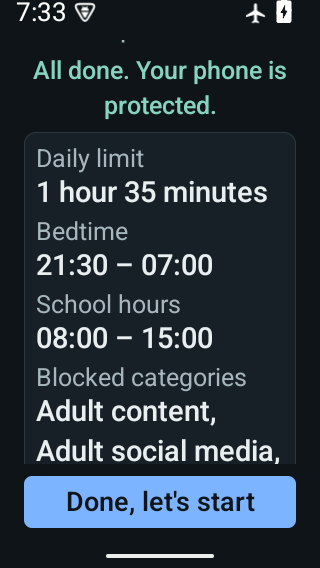 7:33
All done. Your phone is
protected.
Daily limit
1 hour 35 minutes
Bedtime
21:30 – 07:00
School hours
08:00 – 15:00
Blocked categories
Adult content,
Adult social media,
Done, let's start